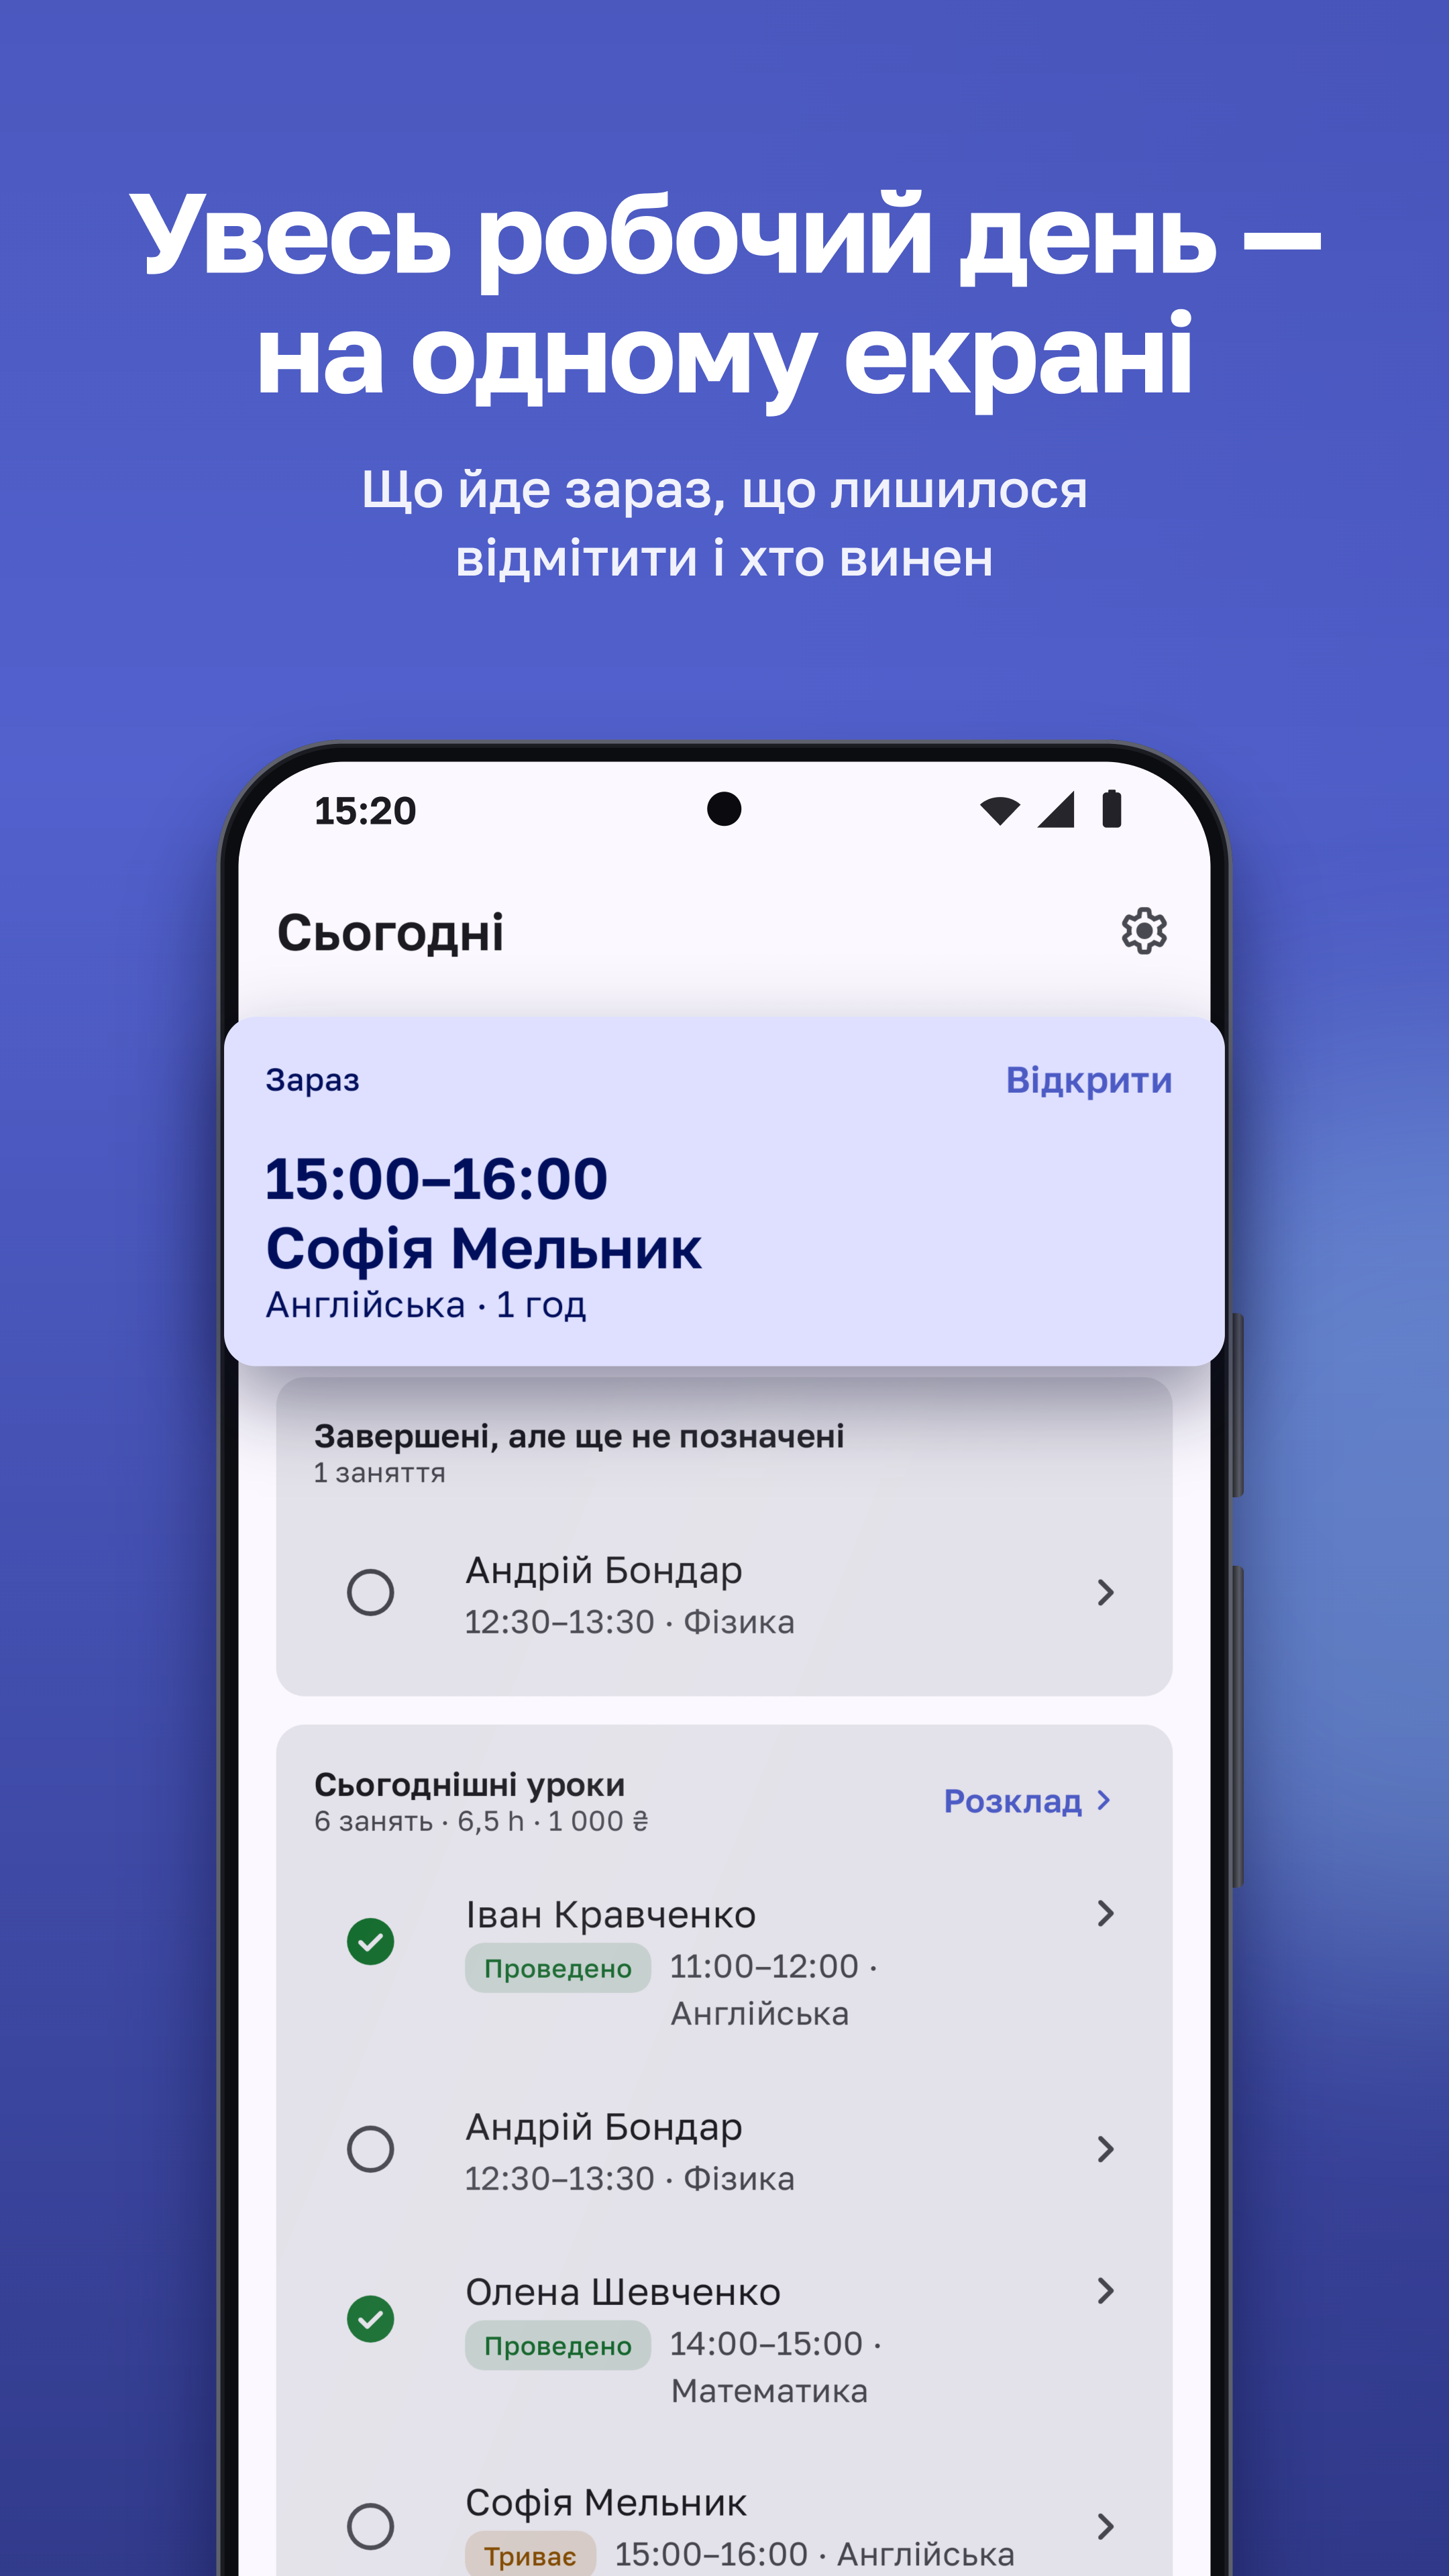 Увесь робочий день —
на одному екрані
Що йде зараз, що лишилося
відмітити і хто винен
15:20
Сьогодні
Зараз
Відкрити
15:00–16:00
Софія Мельник
Англійська · 1 год
Завершені, але ще не позначені
1 заняття
Андрій Бондар
12:30–13:30 · Фізика
Сьогоднішні уроки
6 занять · 6,5 h · 1 000 ₴
Розклад
Іван Кравченко
Проведено 11:00–12:00 ·
Англійська
Андрій Бондар
12:30–13:30 · Фізика
Олена Шевченко
Проведено 14:00–15:00 ·
Математика
Софія Мельник
Триває 15:00–16:00 · Англійська